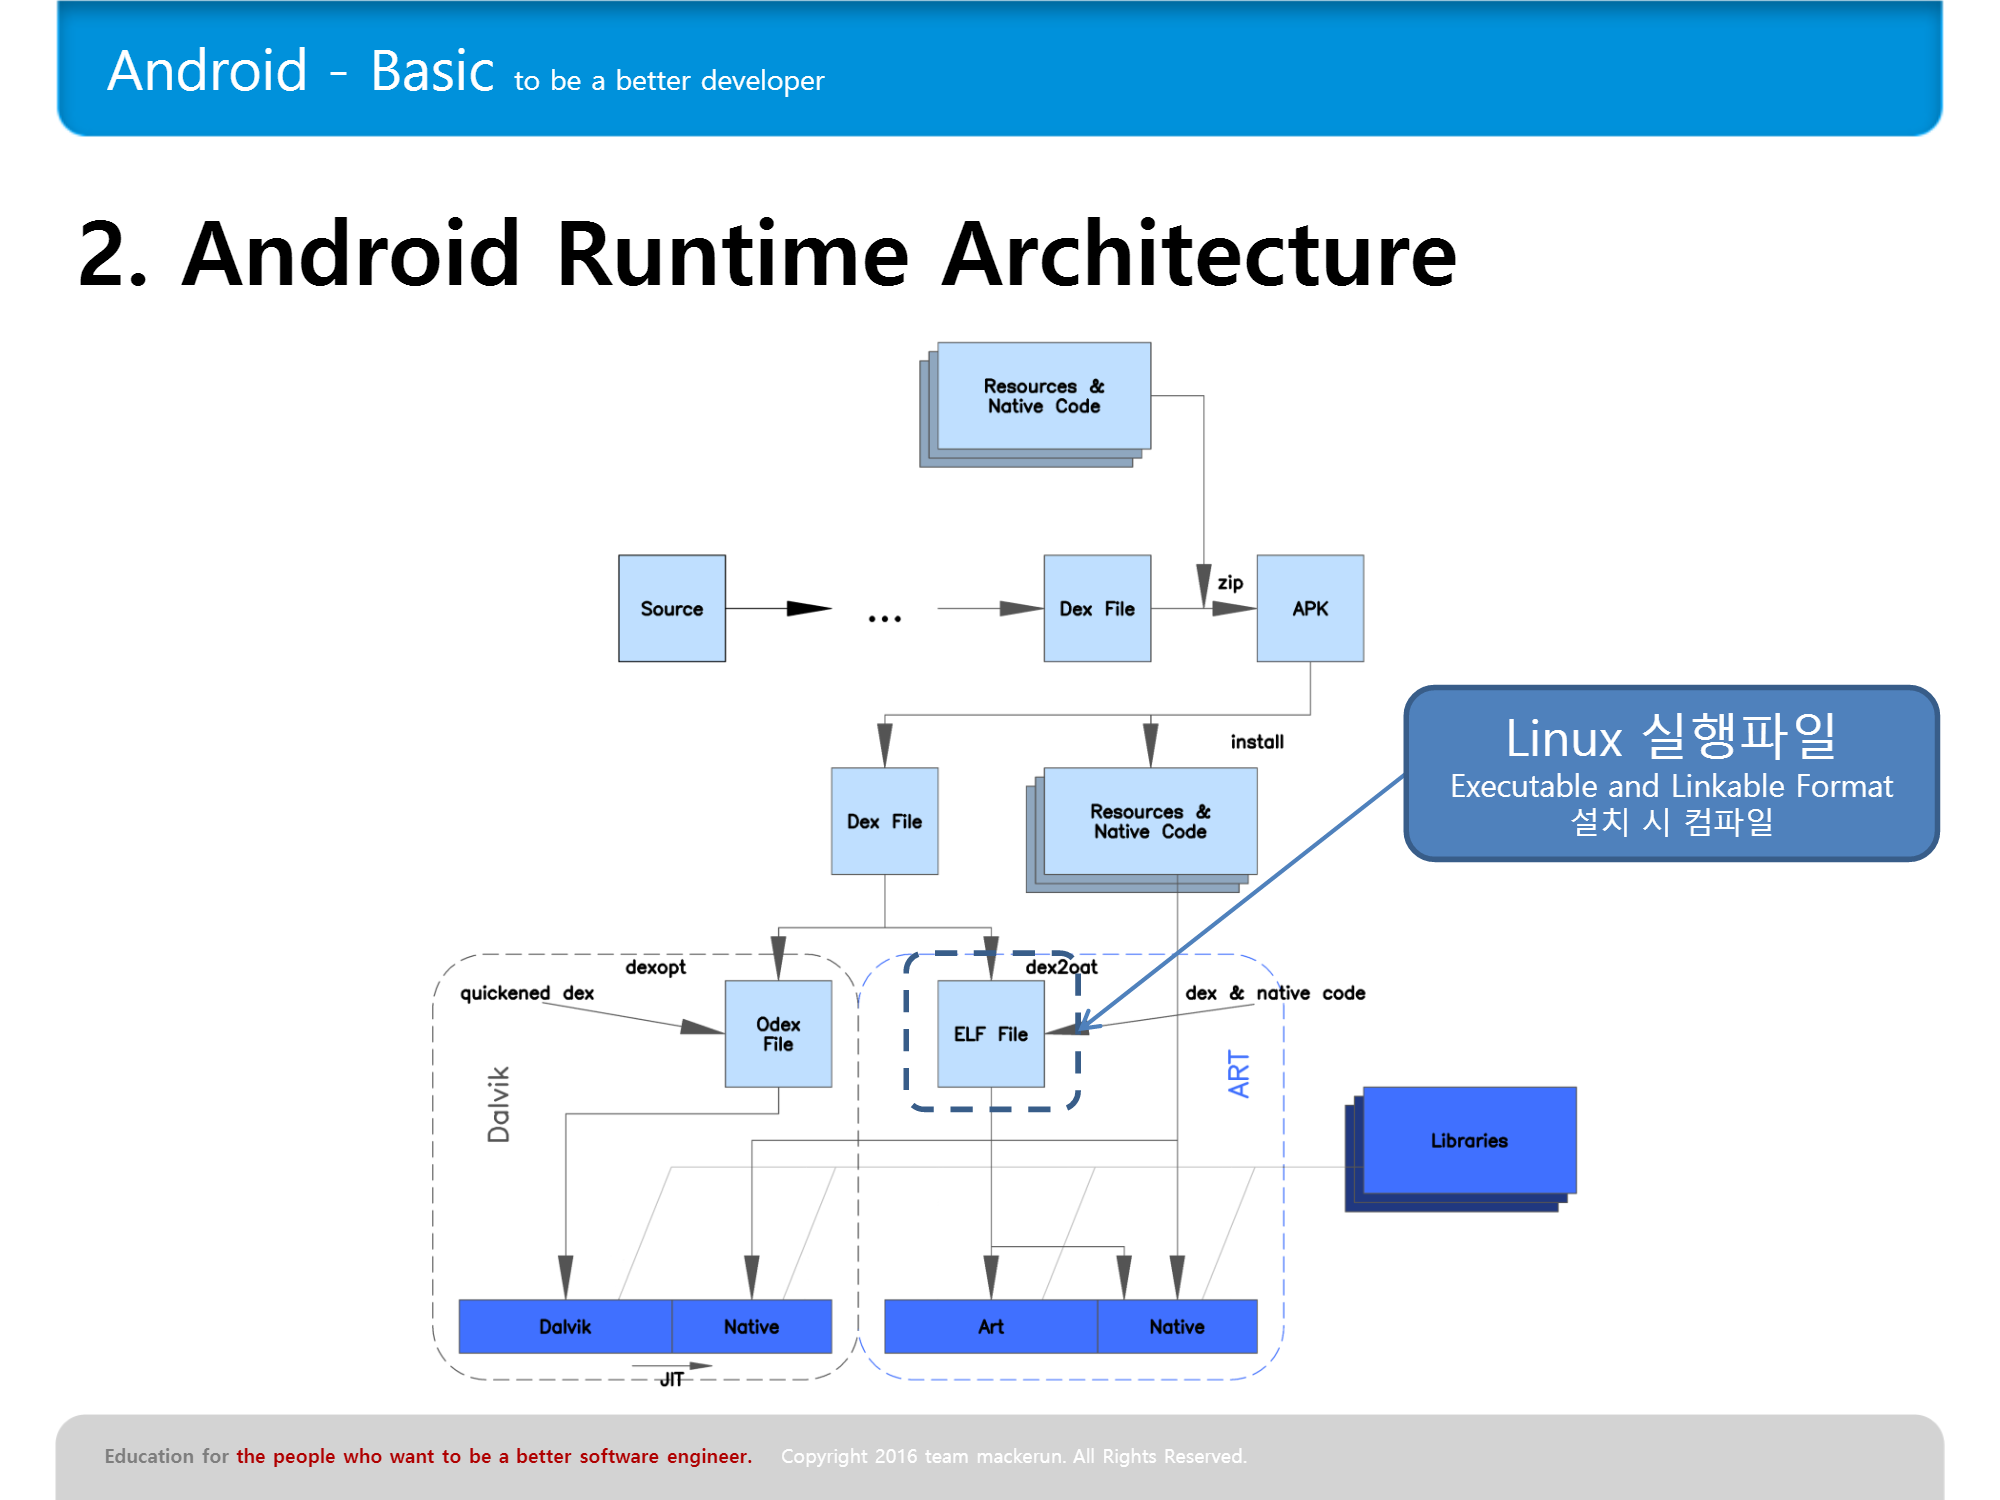 Android - Basic to be a better developer
2. Android Runtime Architecture
Resources &
Native Code
Source
...
Dex File
zip
APK
install
Linux 실행파일
Executable and Linkable Format
설치 시 컴파일
Dex File
Resources &
Native Code
dexopt
dex2oat
quickened dex
dex & native code
Odex
File
ELF File
Dalvik
ART
Libraries
Dalvik
Native
Art
Native
JIT
Education for the people who want to be a better software engineer. Copyright 2016 team mackerun. All Rights Reserved.